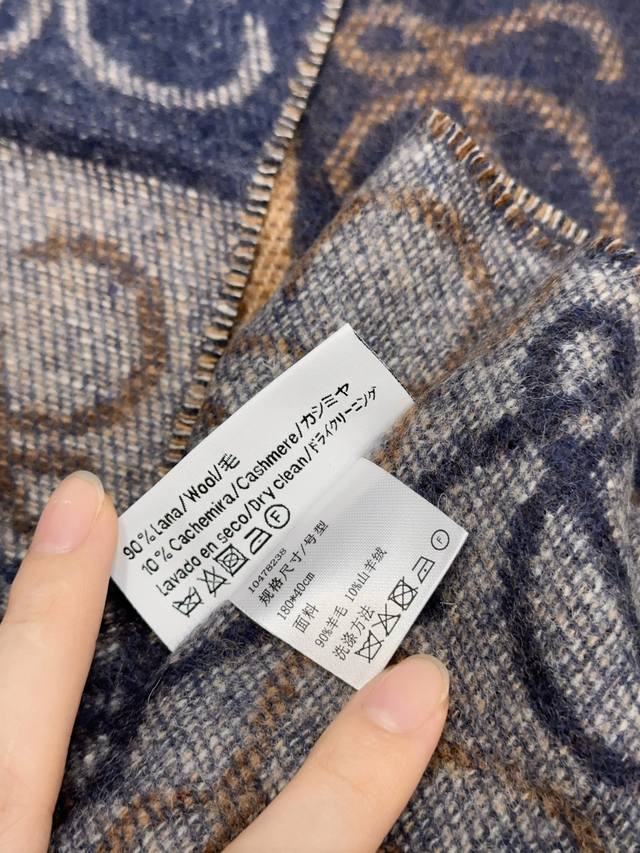 90% Lana/Wool/毛
10% Cachemira/Cashmere/カシミヤ
Lavado en seco/Dry clean/ドライクリーニング
F
10478238
规格尺寸/号型
180*40cm
面料
90%羊毛 10%山羊绒
洗涤方法
F